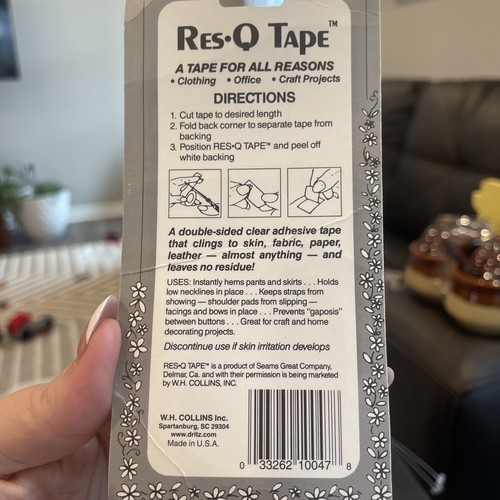 RES•Q TAPE™
A TAPE FOR ALL REASONS
• Clothing • Office • Craft Projects
DIRECTIONS
1. Cut tape to desired length
2. Fold back corner to separate tape from
backing
3. Position RES•Q TAPE™ and peel off
white backing
A double-sided clear adhesive tape
that clings to skin, fabric, paper,
leather — almost anything — and
leaves no residue!
USES: Instantly hems pants and skirts . . . Holds
low necklines in place . . . Keeps straps from
showing — shoulder pads from slipping —
facings and bows in place . . . Prevents "gaposis"
between buttons . . . Great for craft and home
decorating projects.
Discontinue use if skin irritation develops
RES•Q TAPE™ is a product of Seams Great Company,
Delmar, Ca. and with their permission is being marketed
by W.H. COLLINS, INC.
W.H. COLLINS Inc.
Spartanburg, SC 29304
www.dritz.com
Made in U.S.A.
0 33262 10047 8